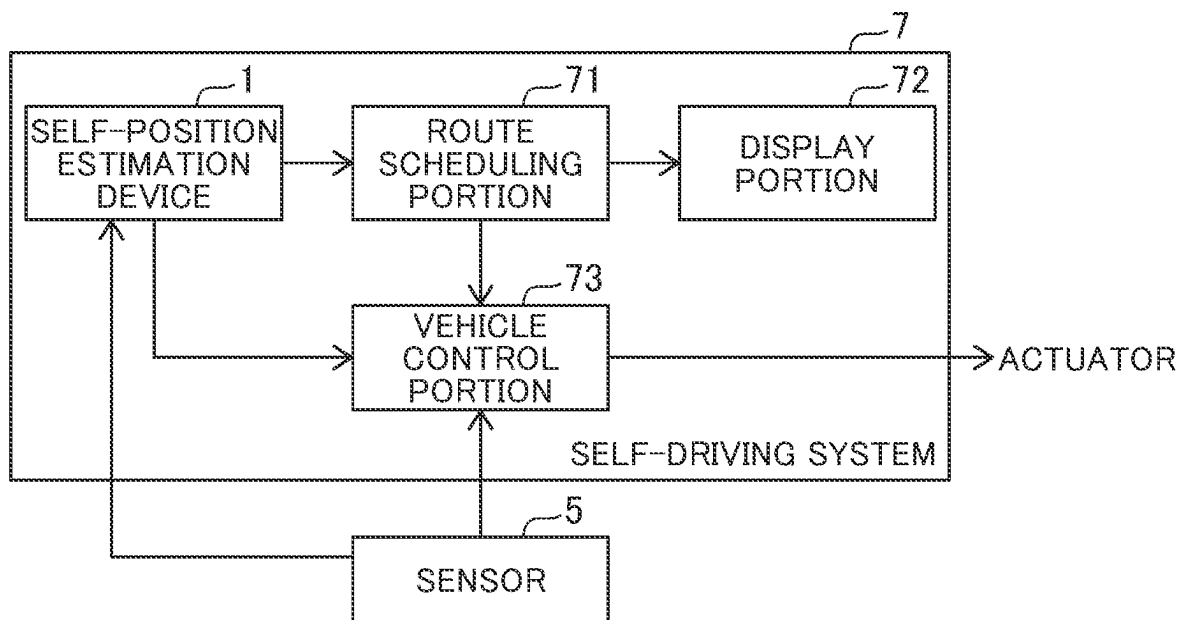 7
1
71
72
SELF-POSITION
ESTIMATION
DEVICE
ROUTE
SCHEDULING
PORTION
DISPLAY
PORTION
73
VEHICLE
CONTROL
PORTION
ACTUATOR
SELF-DRIVING SYSTEM
5
SENSOR